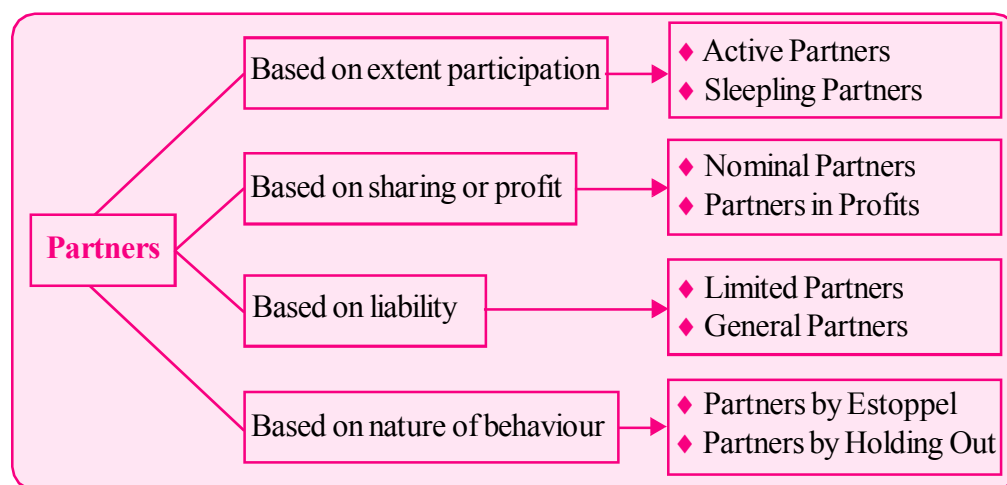 Partners
Based on extent participation
♦ Active Partners
♦ Sleepling Partners
Based on sharing or profit
♦ Nominal Partners
♦ Partners in Profits
Based on liability
♦ Limited Partners
♦ General Partners
Based on nature of behaviour
♦ Partners by Estoppel
♦ Partners by Holding Out